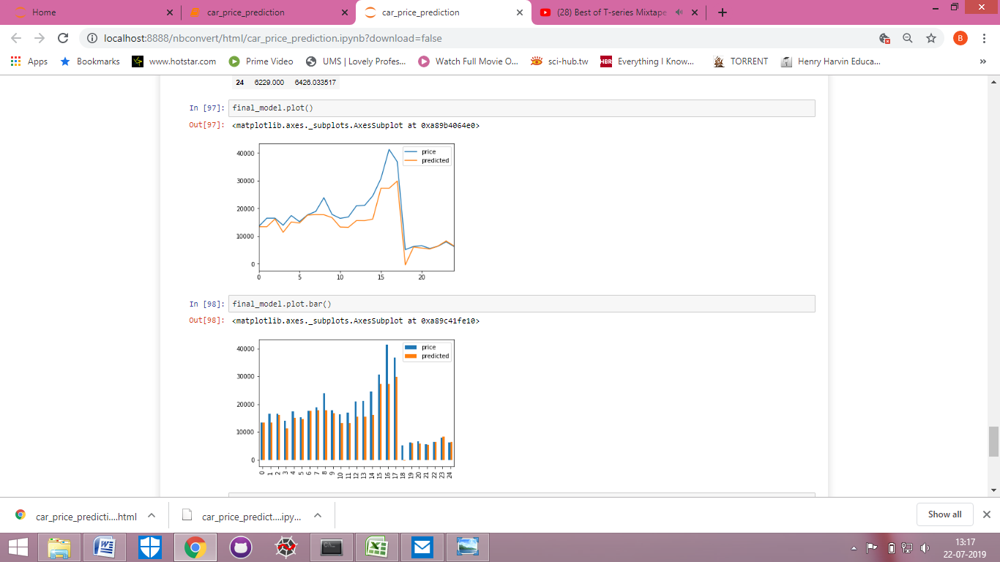 Home
car_price_prediction
car_price_prediction
(28) Best of T-series Mixtape
localhost:8888/nbconvert/html/car_price_prediction.ipynb?download=false
B
Apps
Bookmarks
www.hotstar.com
Prime Video
UMS | Lovely Profes...
Watch Full Movie O...
sci-hub.tw
HBR
Everything I Know...
TORRENT
Henry Harvin Educa...
»
24 6229.000 6426.033517
In [97]: final_model.plot()
Out[97]: <matplotlib.axes._subplots.AxesSubplot at 0xa89b4064e0>
price
predicted
40000
30000
20000
10000
0
0 5 10 15 20
In [98]: final_model.plot.bar()
Out[98]: <matplotlib.axes._subplots.AxesSubplot at 0xa89c41fe10>
price
predicted
40000
30000
20000
10000
0
0 1 2 3 4 5 6 7 8 9 10 11 12 13 14 15 16 17 18 19 20 21 22 23 24
car_price_predicti....html
car_price_predict....ipy...
Show all
13:17
22-07-2019